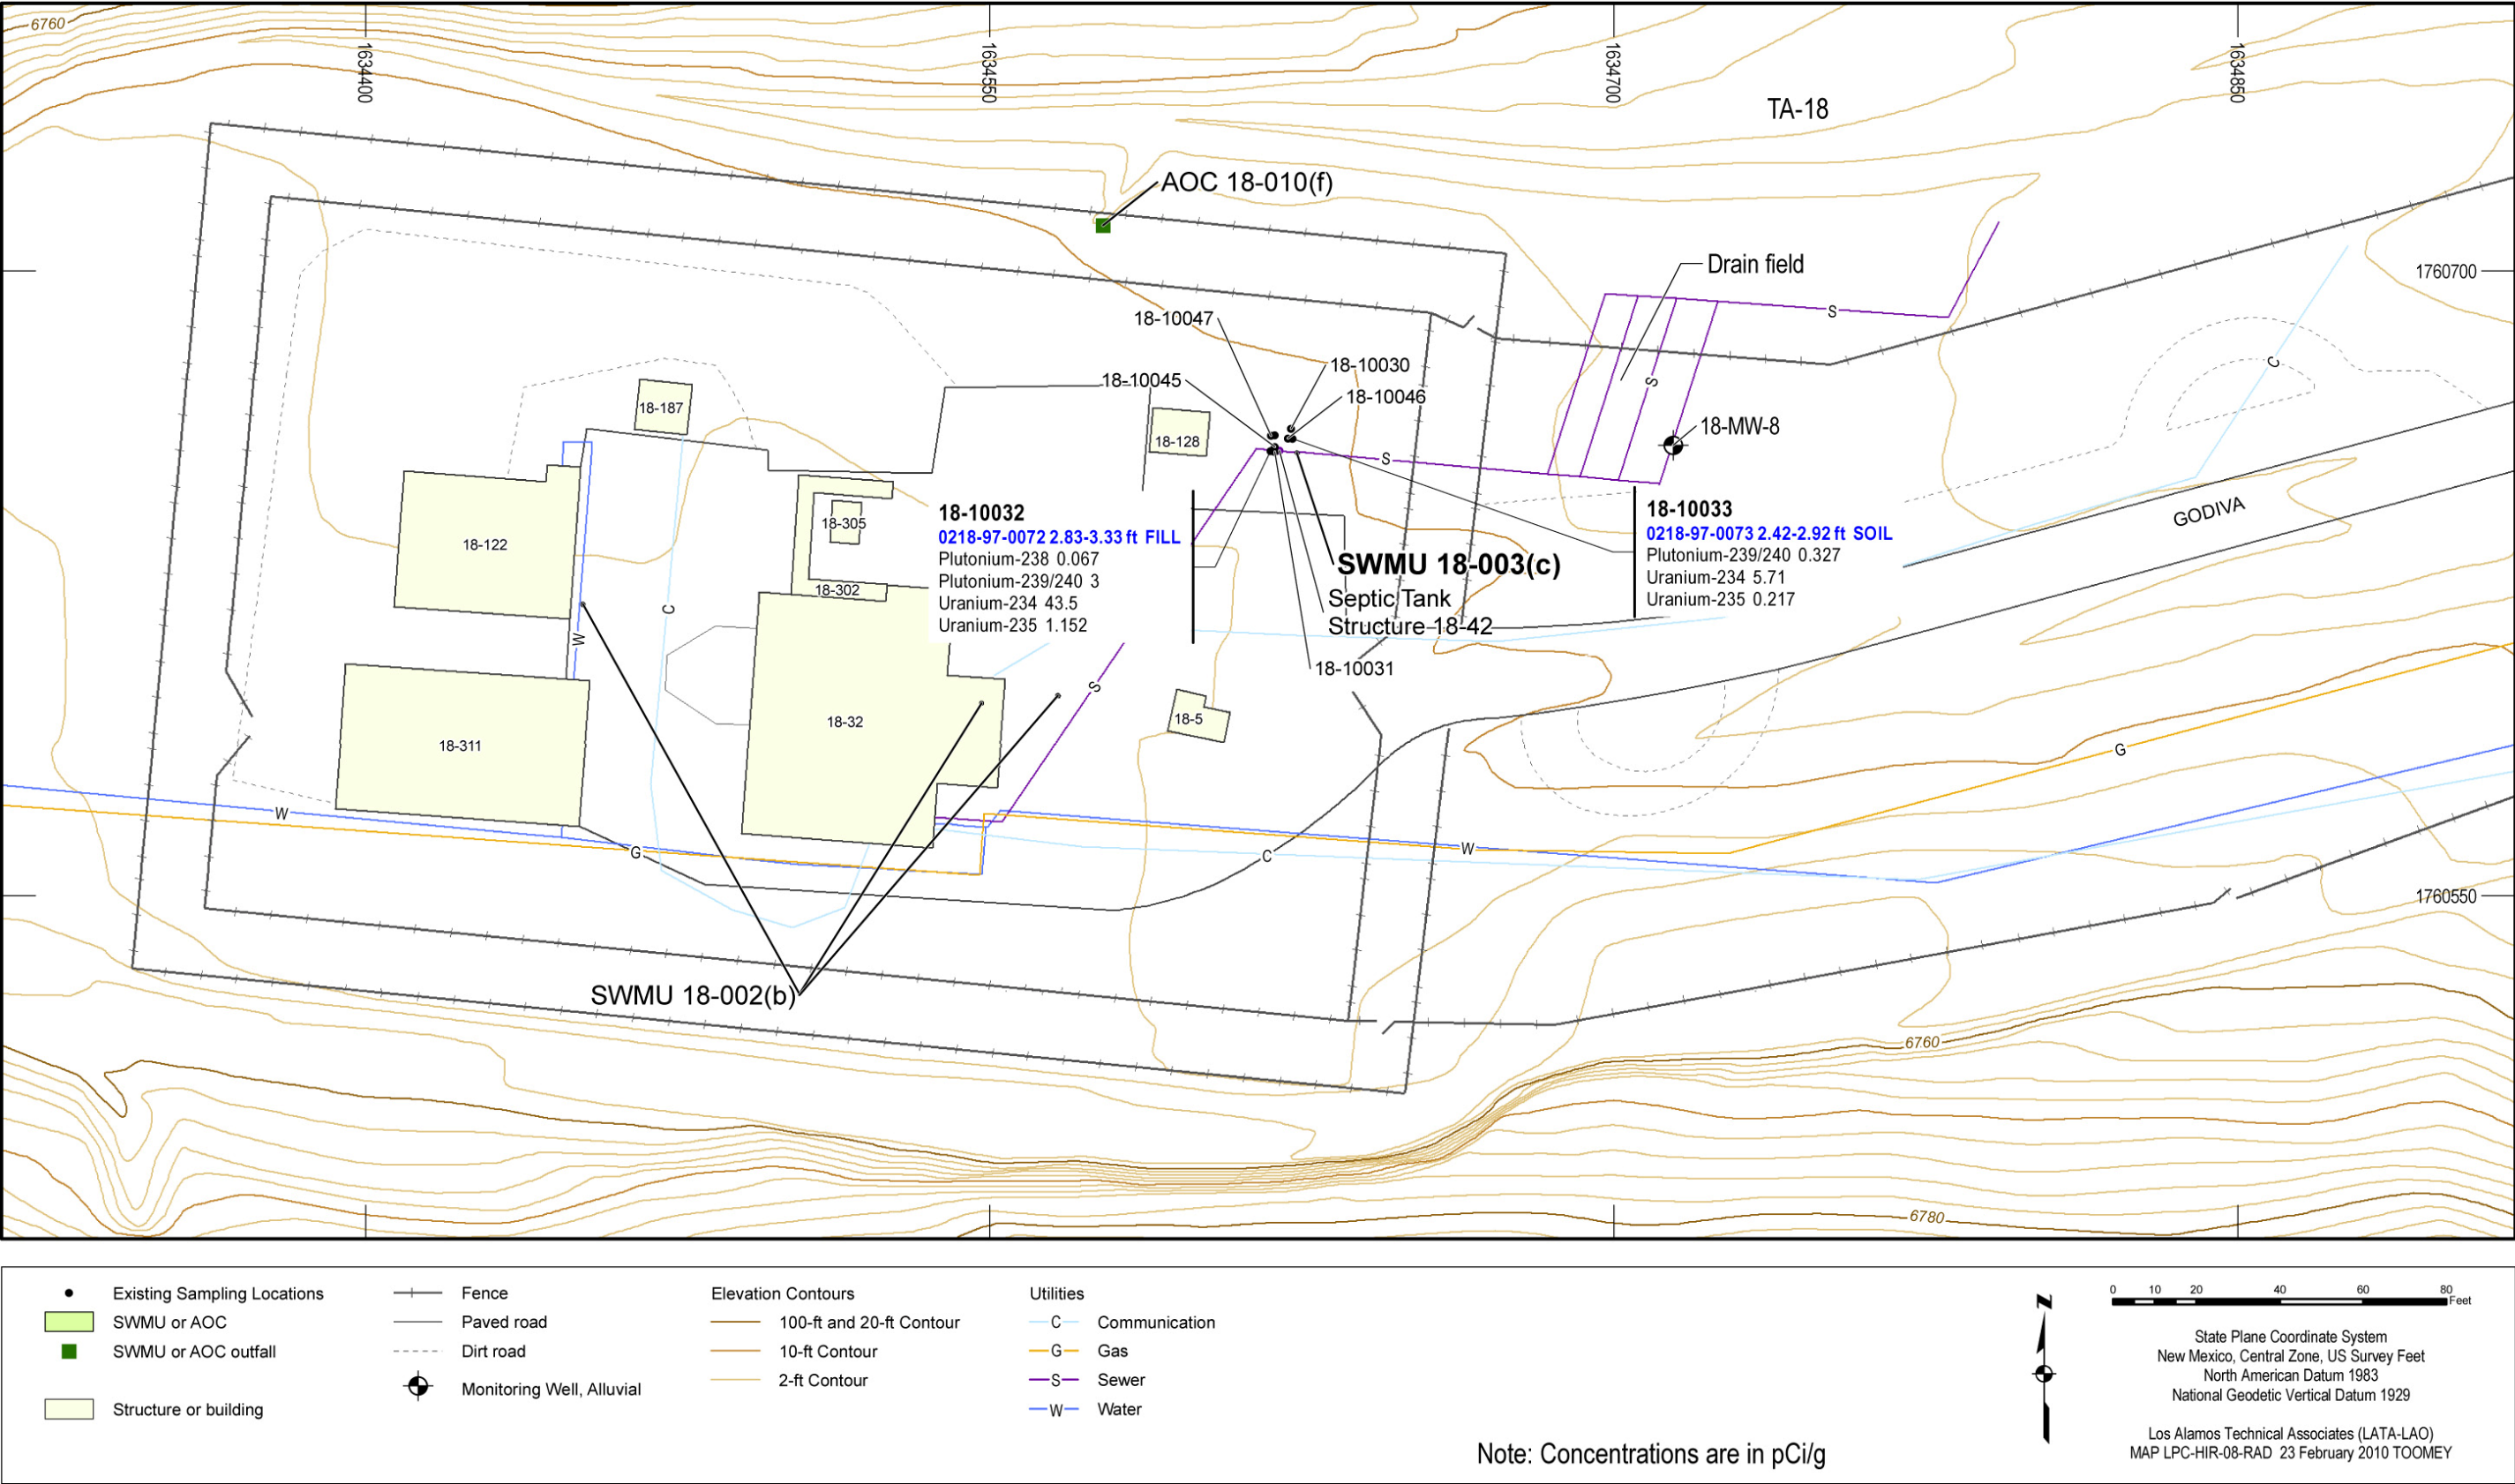 6760
1634400
1634550
1634700
1634850
TA-18
AOC 18-010(f)
Drain field
1760700
S
18-10047
18-10030
18-10045
18-10046
C
S
18-187
18-128
18-MW-8
S
18-10033
0218-97-0073 2.42-2.92 ft SOIL
Plutonium-239/240 0.327
Uranium-234 5.71
Uranium-235 0.217
GODIVA
18-10032
0218-97-0072 2.83-3.33 ft FILL
Plutonium-238 0.067
Plutonium-239/240 3
Uranium-234 43.5
Uranium-235 1.152
18-305
18-122
18-302
SWMU 18-003(c)
Septic Tank
Structure 18-42
C
W
18-10031
S
18-5
18-32
18-311
G
W
G
W
C
1760550
SWMU 18-002(b)
6760
6780
Existing Sampling Locations
SWMU or AOC
SWMU or AOC outfall
Structure or building
Fence
Paved road
Dirt road
Monitoring Well, Alluvial
Elevation Contours
100-ft and 20-ft Contour
10-ft Contour
2-ft Contour
Utilities
C Communication
G Gas
S Sewer
W Water
N
0 10 20 40 60 80
Feet
State Plane Coordinate System
New Mexico, Central Zone, US Survey Feet
North American Datum 1983
National Geodetic Vertical Datum 1929
Los Alamos Technical Associates (LATA-LAO)
MAP LPC-HIR-08-RAD 23 February 2010 TOOMEY
Note: Concentrations are in pCi/g